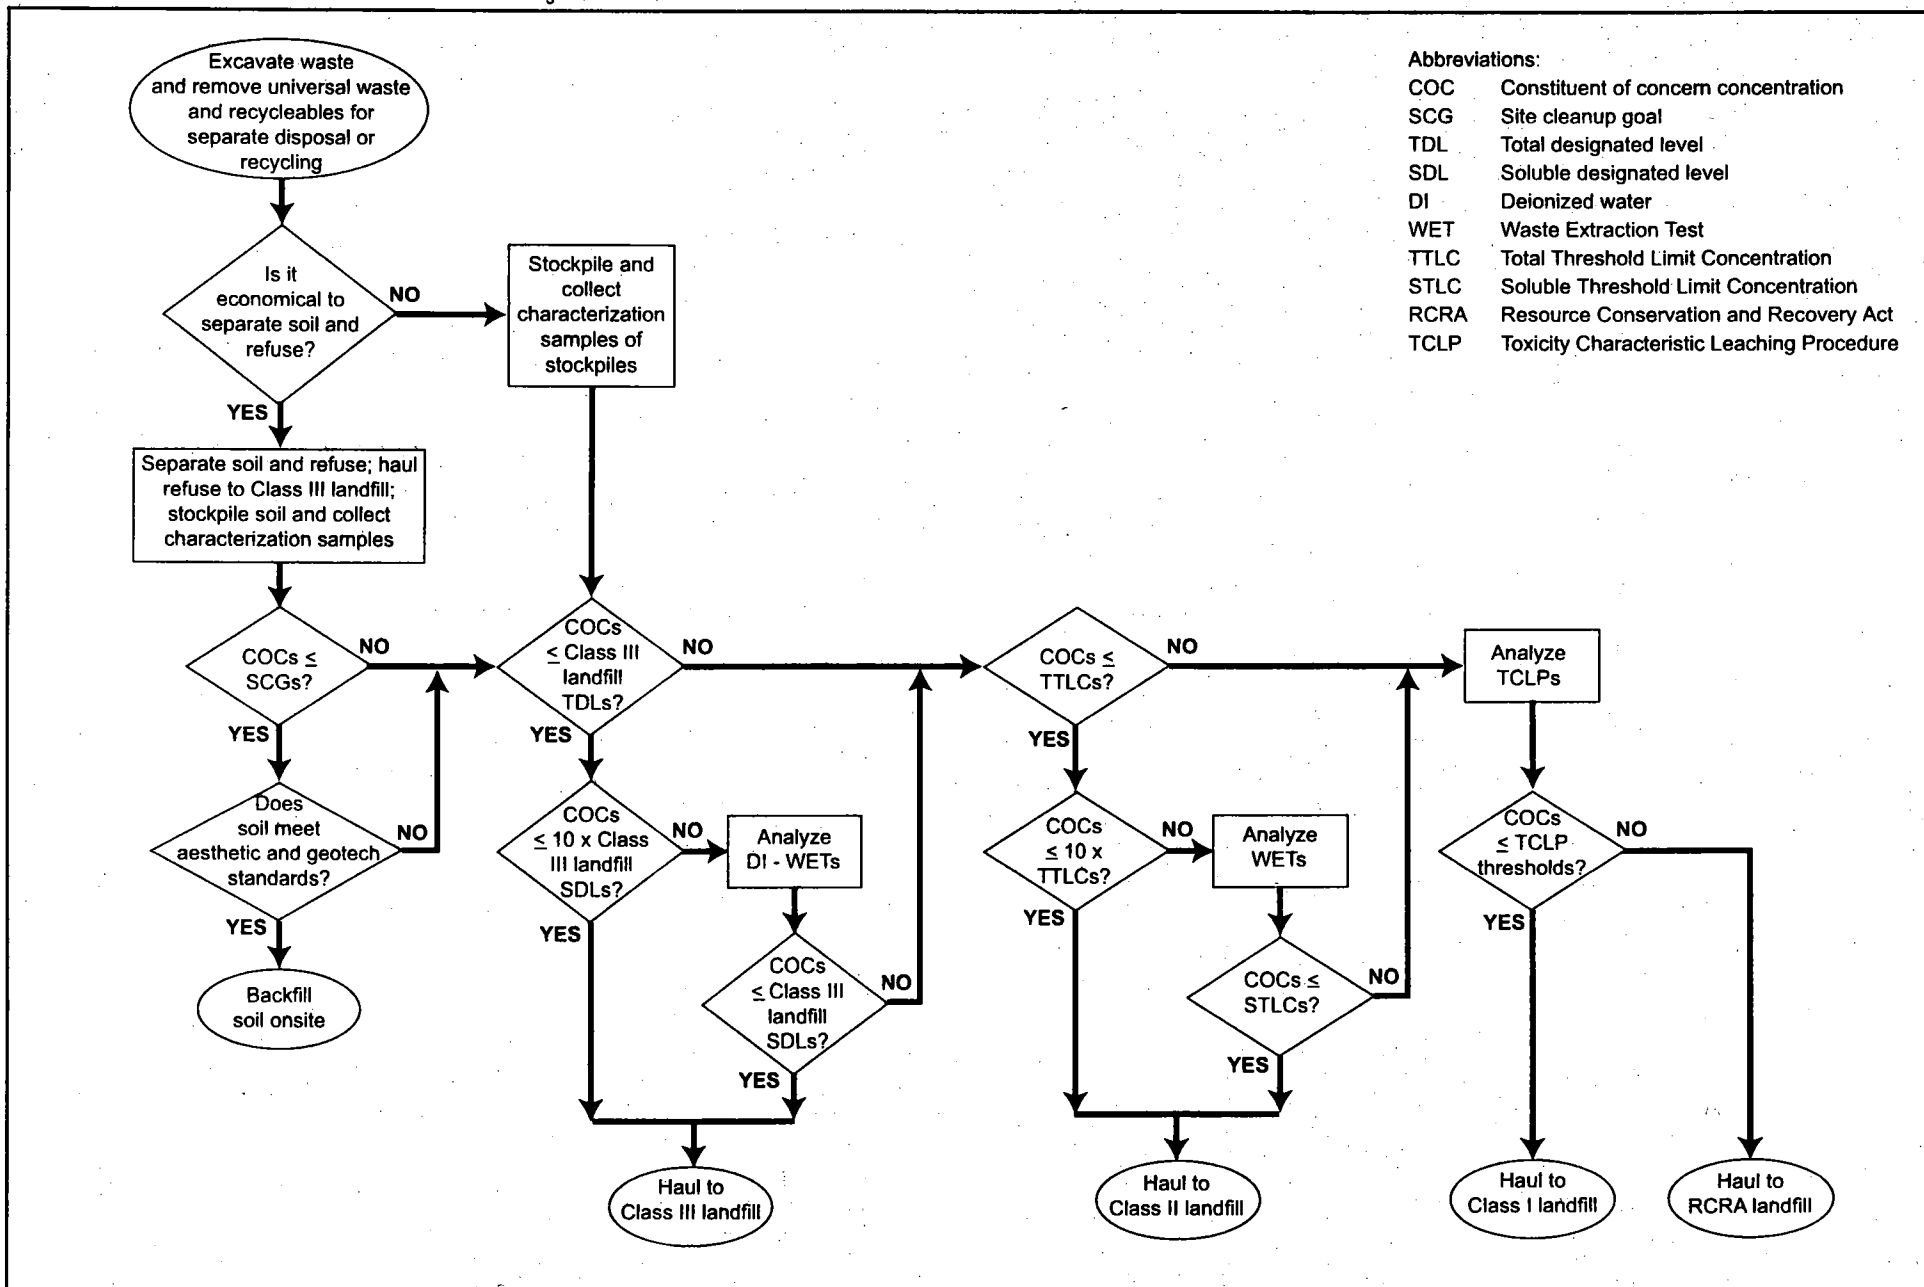 Excavate waste
and remove universal waste
and recycleables for
separate disposal or
recycling
Is it
economical to
separate soil and
refuse?
NO
YES
Stockpile and
collect
characterization
samples of
stockpiles
Separate soil and refuse; haul
refuse to Class III landfill;
stockpile soil and collect
characterization samples
COCs ≤
SCGs?
NO
YES
Does
soil meet
aesthetic and geotech
standards?
NO
YES
Backfill
soil onsite
COCs
≤ Class III
landfill
TDLs?
NO
YES
COCs
≤ 10 x Class
III landfill
SDLs?
NO
YES
Analyze
DI - WETs
COCs
≤ Class III
landfill
SDLs?
NO
YES
Haul to
Class III landfill
COCs ≤
TTLCs?
NO
YES
COCs
≤ 10 x
TTLCs?
NO
YES
Analyze
WETs
COCs ≤
STLCs?
NO
YES
Haul to
Class II landfill
Analyze
TCLPs
COCs
≤ TCLP
thresholds?
NO
YES
Haul to
Class I landfill
Haul to
RCRA landfill
Abbreviations:
COC Constituent of concern concentration
SCG Site cleanup goal
TDL Total designated level
SDL Soluble designated level
DI Deionized water
WET Waste Extraction Test
TTLC Total Threshold Limit Concentration
STLC Soluble Threshold Limit Concentration
RCRA Resource Conservation and Recovery Act
TCLP Toxicity Characteristic Leaching Procedure